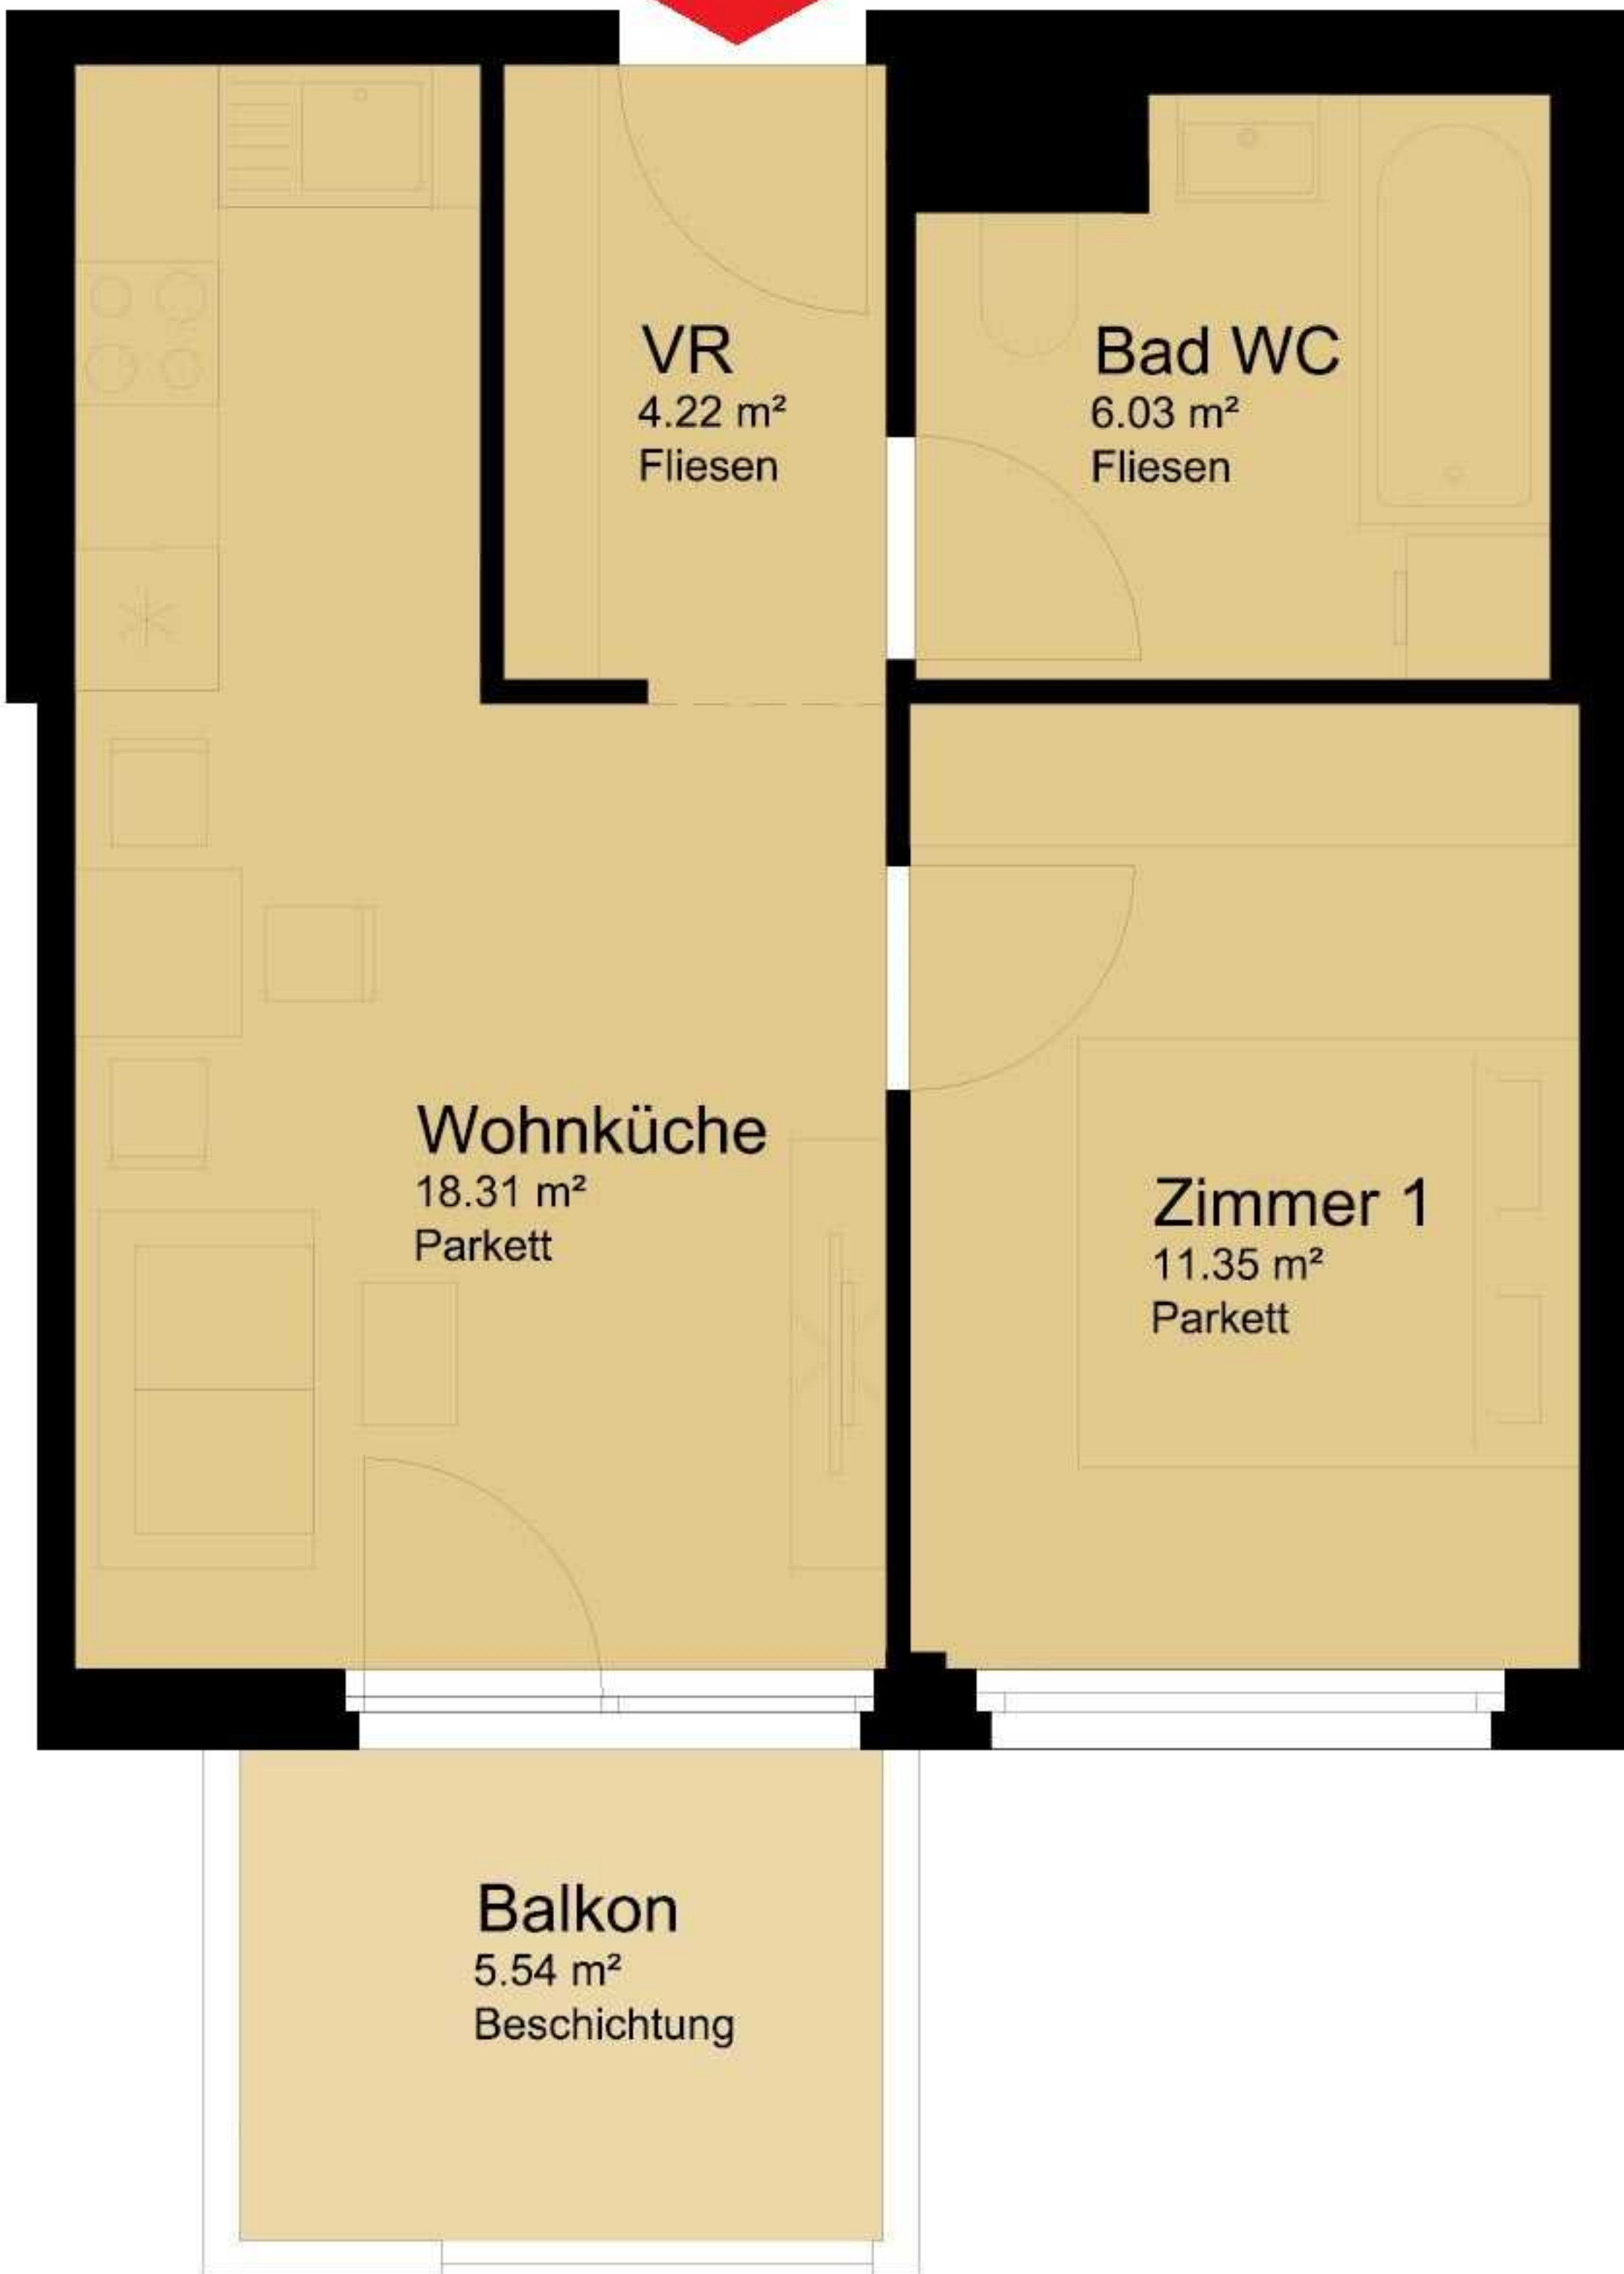 VR
4.22 m²
Fliesen
Bad WC
6.03 m²
Fliesen
Wohnküche
18.31 m²
Parkett
Zimmer 1
11.35 m²
Parkett
Balkon
5.54 m²
Beschichtung